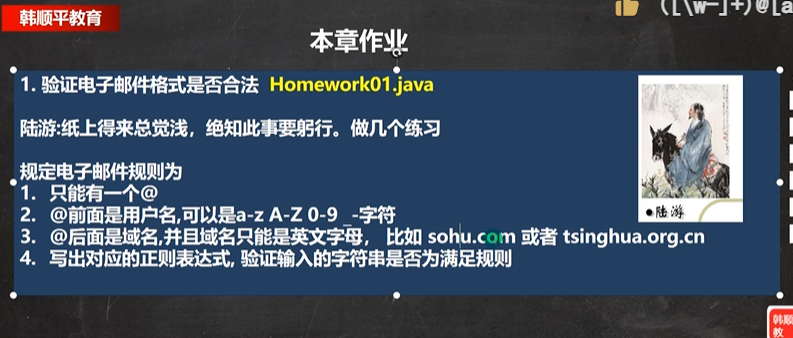 韩顺平教育
([\w-]+)@[a
本章作业
1. 验证电子邮件格式是否合法 Homework01.java
陆游:纸上得来总觉浅，绝知此事要躬行。做几个练习
规定电子邮件规则为
1. 只能有一个@
2. @前面是用户名,可以是a-z A-Z 0-9 _-字符
3. @后面是域名,并且域名只能是英文字母， 比如 sohu.com 或者 tsinghua.org.cn
4. 写出对应的正则表达式, 验证输入的字符串是否为满足规则
●陆游
韩顺
教